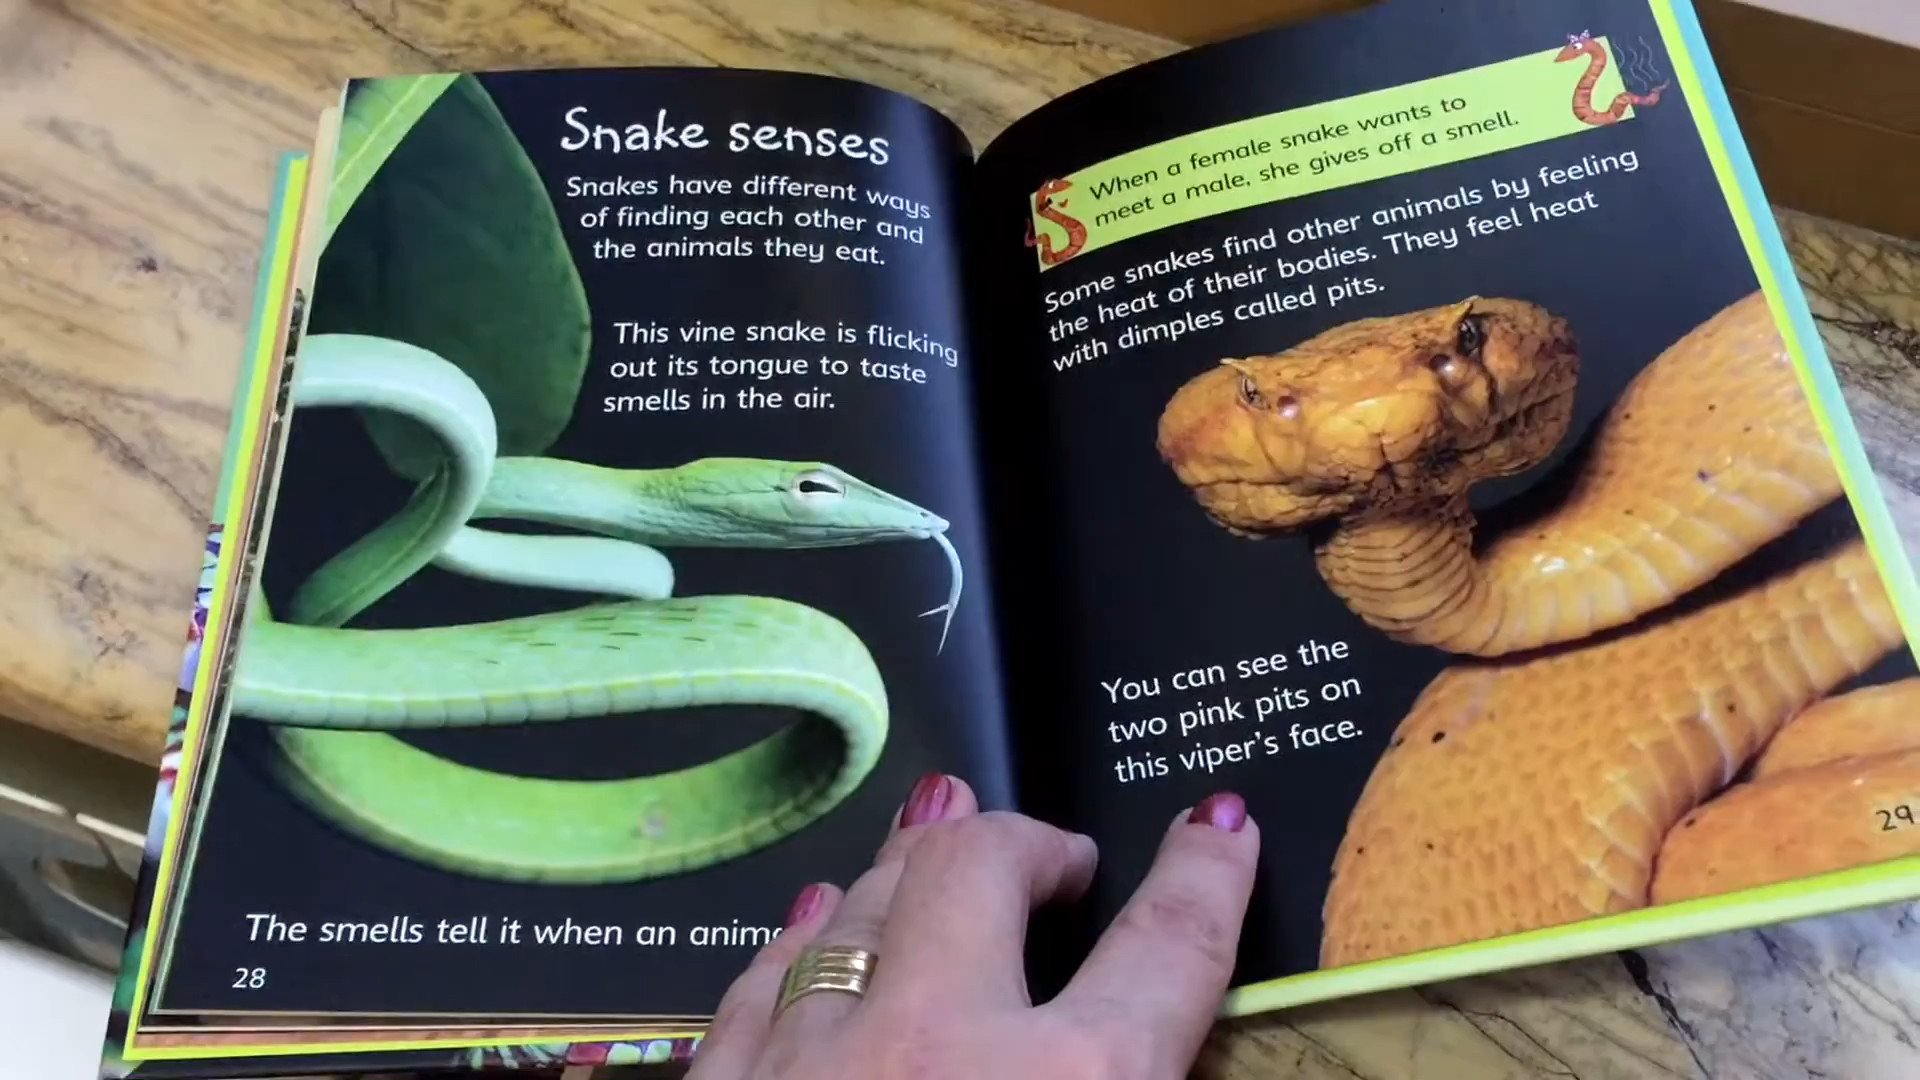 Snake senses
Snakes have different ways
of finding each other and
the animals they eat.
This vine snake is flicking
out its tongue to taste
smells in the air.
The smells tell it when an
28
When a female snake wants to
meet a male, she gives off a smell.
Some snakes find other animals by feeling
the heat of their bodies. They feel heat
with dimples called pits.
You can see the
two pink pits on
this viper's face.
29